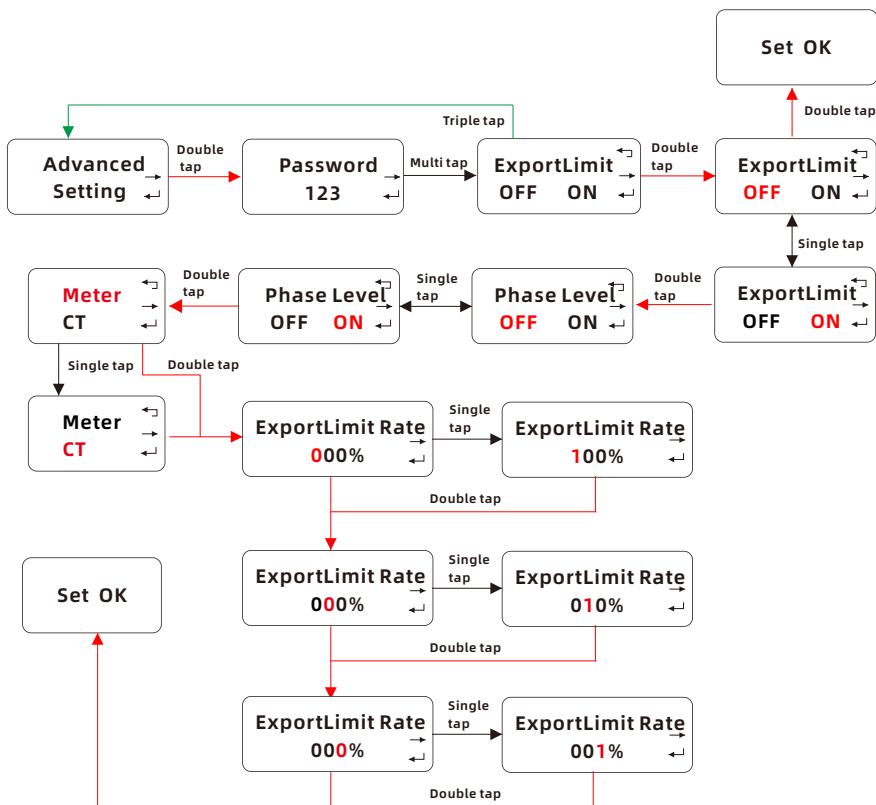 Set OK
Double tap
Triple tap
Advanced
Setting
Double
tap
Password
123
Multi tap
ExportLimit
OFF ON
Double
tap
ExportLimit
OFF ON
Single tap
Meter
CT
Double
tap
Phase Level
OFF ON
Single
tap
Phase Level
OFF ON
Double
tap
ExportLimit
OFF ON
Single tap
Double tap
Meter
CT
ExportLimit Rate
000%
Single
tap
ExportLimit Rate
100%
Double tap
Set OK
ExportLimit Rate
000%
Single
tap
ExportLimit Rate
010%
Double tap
ExportLimit Rate
000%
Single
tap
ExportLimit Rate
001%
Double tap